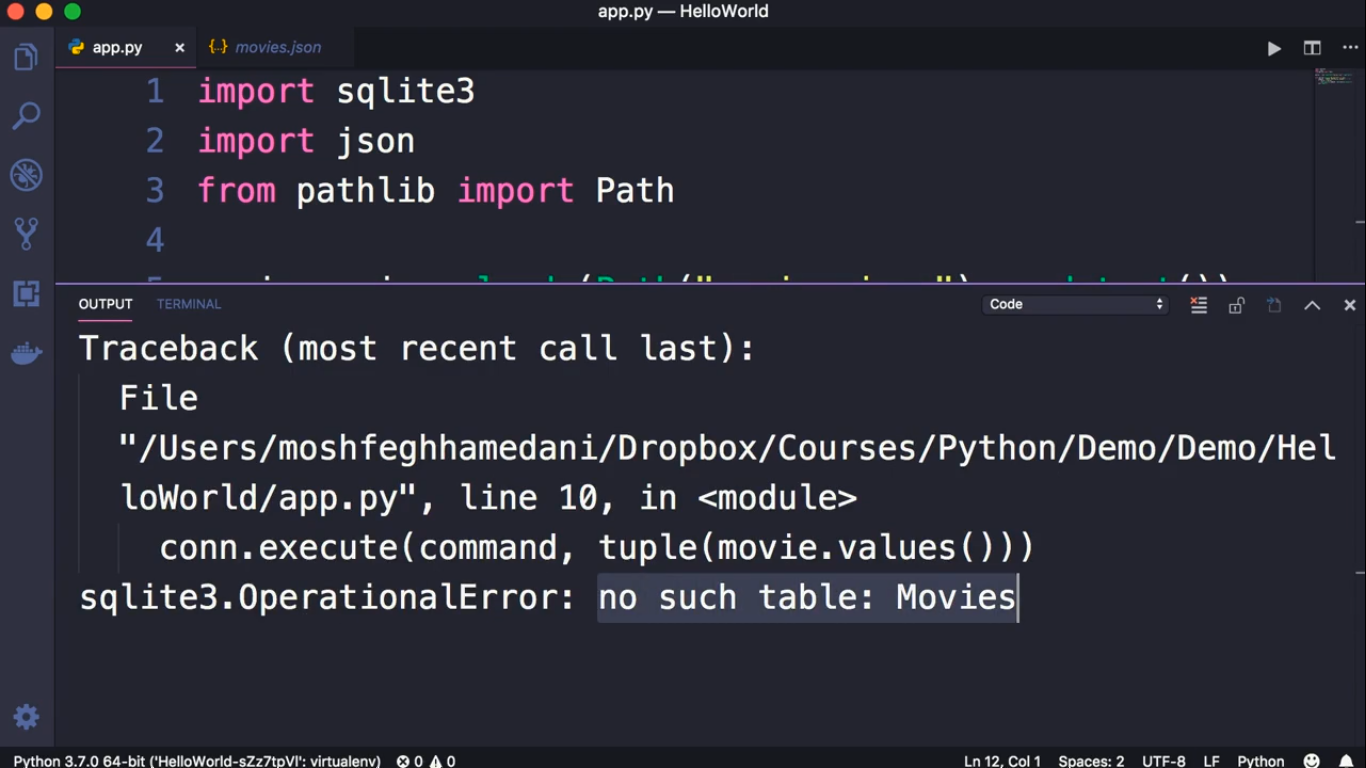 app.py — HelloWorld
app.py × {..} movies.json
1 import sqlite3
2 import json
3 from pathlib import Path
4
OUTPUT TERMINAL Code
Traceback (most recent call last):
File
"/Users/moshfeghhamedani/Dropbox/Courses/Python/Demo/Demo/Hel
loWorld/app.py", line 10, in <module>
conn.execute(command, tuple(movie.values()))
sqlite3.OperationalError: no such table: Movies
Python 3.7.0 64-bit ('HelloWorld-sZz7tpVI': virtualenv) 0 0 Ln 12, Col 1 Spaces: 2 UTF-8 LF Python